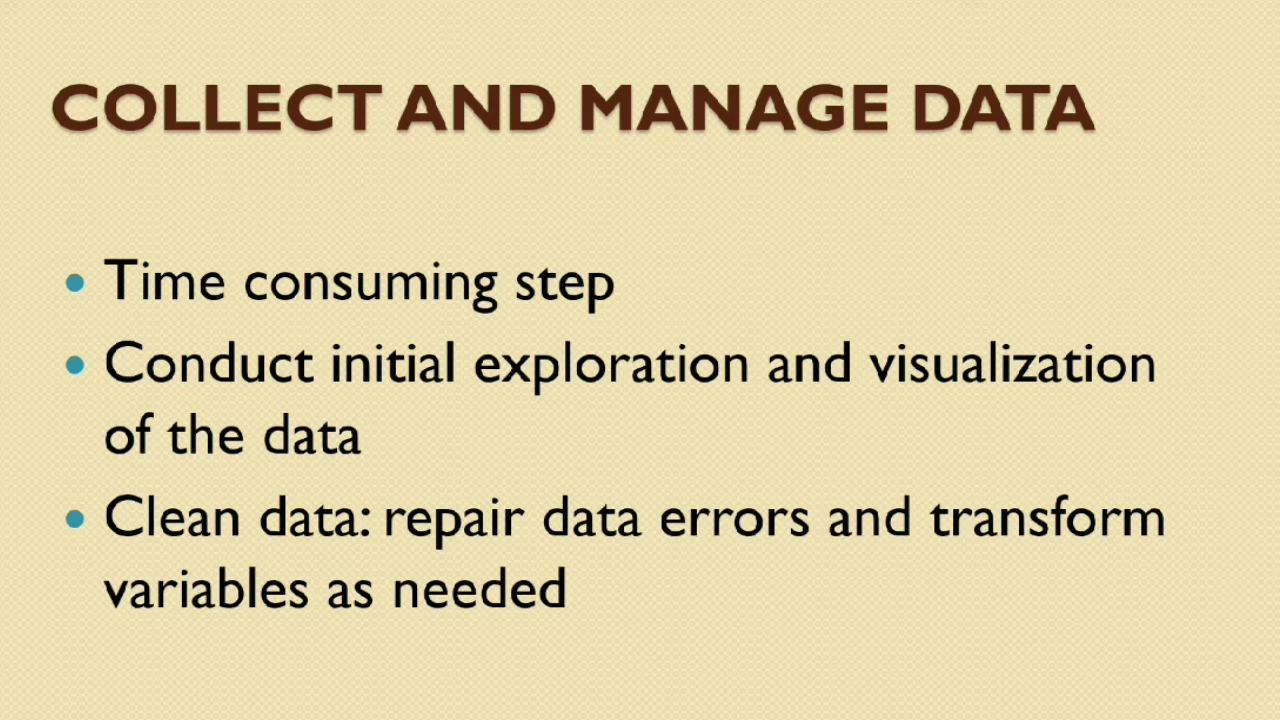 COLLECT AND MANAGE DATA
• Time consuming step
• Conduct initial exploration and visualization
of the data
• Clean data: repair data errors and transform
variables as needed